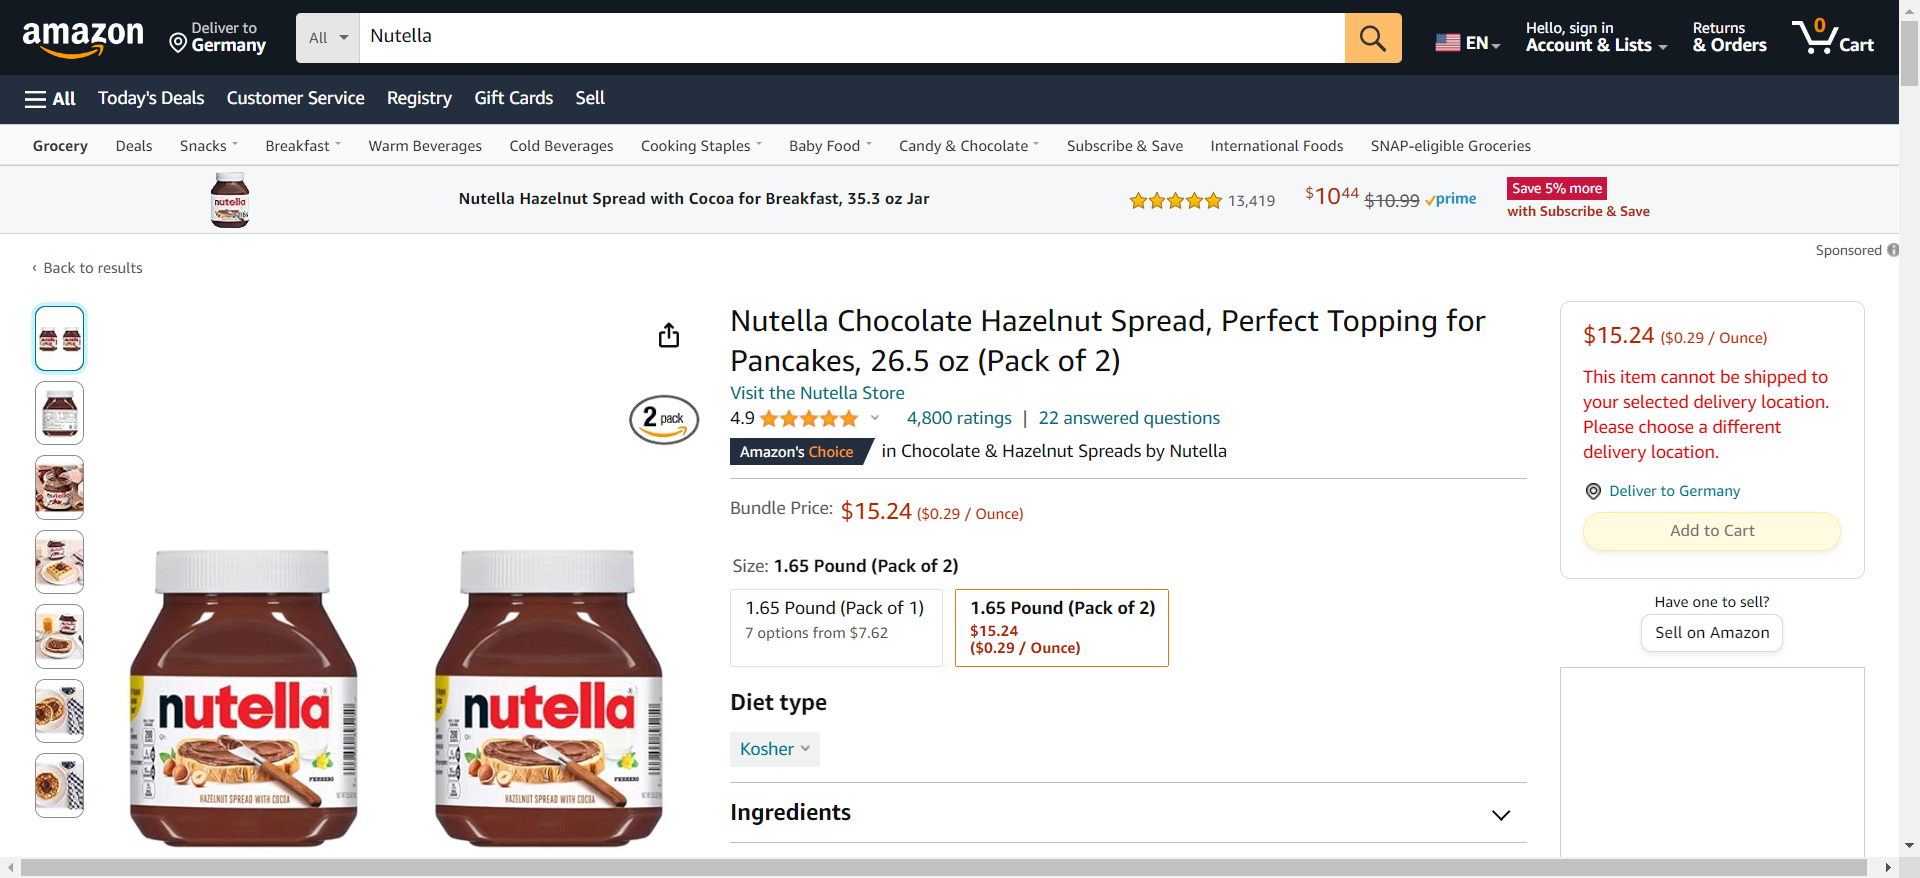 amazon
Deliver to
Germany
All
Nutella
EN
Hello, sign in
Account & Lists
Returns
& Orders
0
Cart
All
Today's Deals
Customer Service
Registry
Gift Cards
Sell
Grocery
Deals
Snacks
Breakfast
Warm Beverages
Cold Beverages
Cooking Staples
Baby Food
Candy & Chocolate
Subscribe & Save
International Foods
SNAP-eligible Groceries
nutella
Nutella Hazelnut Spread with Cocoa for Breakfast, 35.3 oz Jar
13,419
$10 44 $10.99 prime
Save 5% more
with Subscribe & Save
Sponsored
‹ Back to results
2 pack
Nutella Chocolate Hazelnut Spread, Perfect Topping for
Pancakes, 26.5 oz (Pack of 2)
Visit the Nutella Store
4.9
4,800 ratings | 22 answered questions
Amazon's Choice in Chocolate & Hazelnut Spreads by Nutella
Bundle Price: $15.24 ($0.29 / Ounce)
Size: 1.65 Pound (Pack of 2)
1.65 Pound (Pack of 1)
7 options from $7.62
1.65 Pound (Pack of 2)
$15.24
($0.29 / Ounce)
Diet type
Kosher
Ingredients
nutella
FERRERO
HAZELNUT SPREAD WITH COCOA
nutella
FERRERO
HAZELNUT SPREAD WITH COCOA
$15.24 ($0.29 / Ounce)
This item cannot be shipped to
your selected delivery location.
Please choose a different
delivery location.
Deliver to Germany
Add to Cart
Have one to sell?
Sell on Amazon